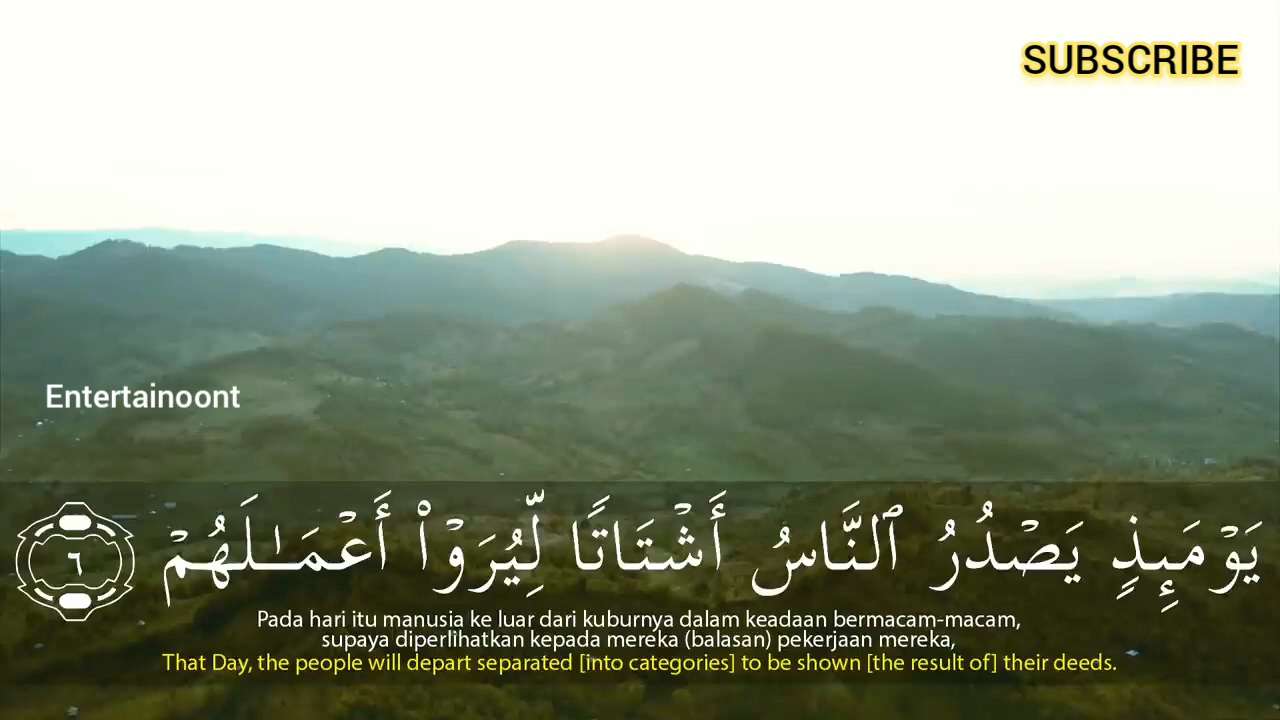 SUBSCRIBE
Entertainoont
يَوْمَئِذٍ يَصْدُرُ ٱلنَّاسُ أَشْتَاتًا لِّيُرَوْا۟ أَعْمَـٰلَهُمْ ٦
Pada hari itu manusia ke luar dari kuburnya dalam keadaan bermacam-macam,
supaya diperlihatkan kepada mereka (balasan) pekerjaan mereka,
That Day, the people will depart separated [into categories] to be shown [the result of] their deeds.